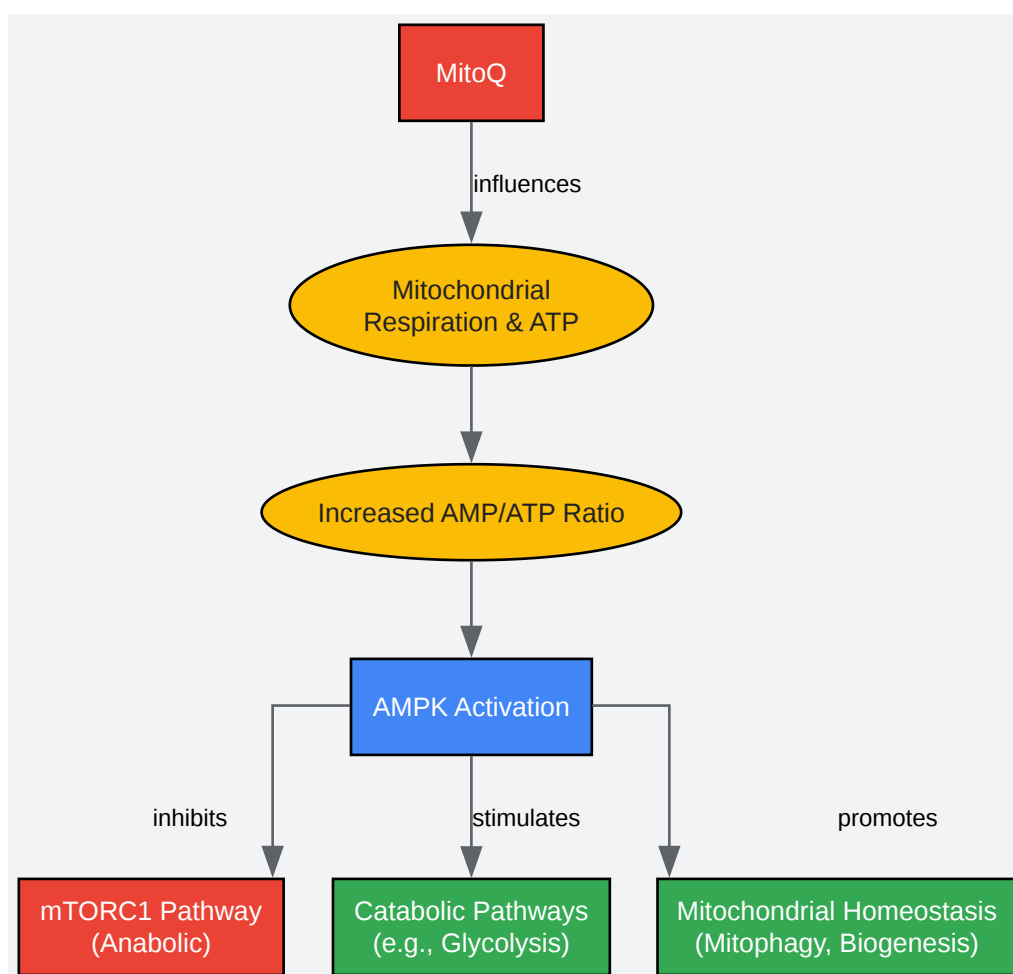 MitoQ
influences
Mitochondrial
Respiration & ATP
Increased AMP/ATP Ratio
AMPK Activation
inhibits
stimulates
promotes
mTORC1 Pathway
(Anabolic)
Catabolic Pathways
(e.g., Glycolysis)
Mitochondrial Homeostasis
(Mitophagy, Biogenesis)